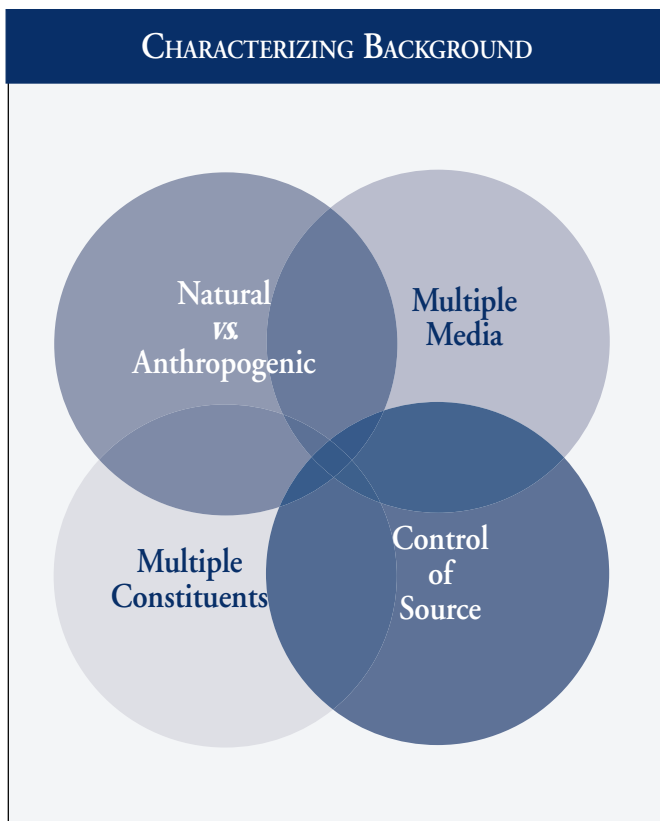 CHARACTERIZING BACKGROUND
Natural
vs.
Anthropogenic
Multiple
Media
Multiple
Constituents
Control
of
Source